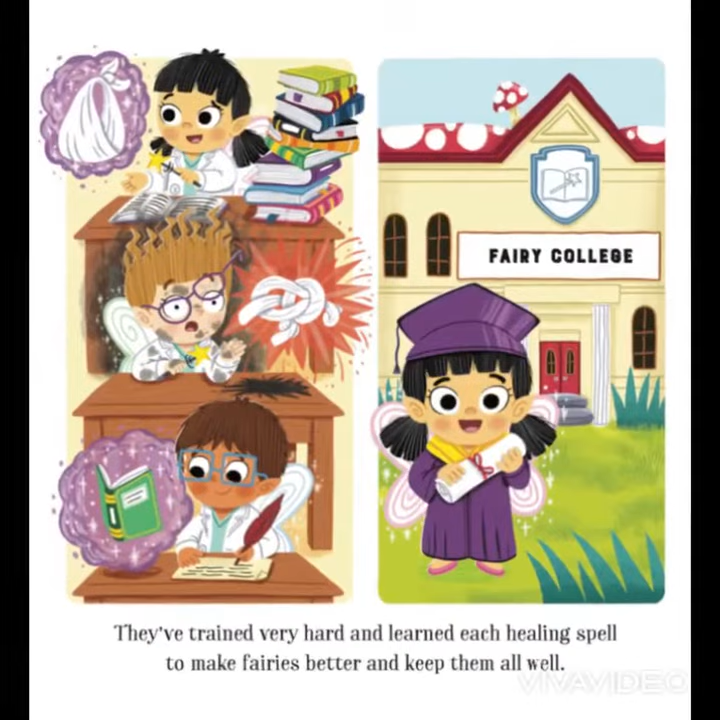 FAIRY COLLEGE
They've trained very hard and learned each healing spell
to make fairies better and keep them all well.
VIVAVIDEO